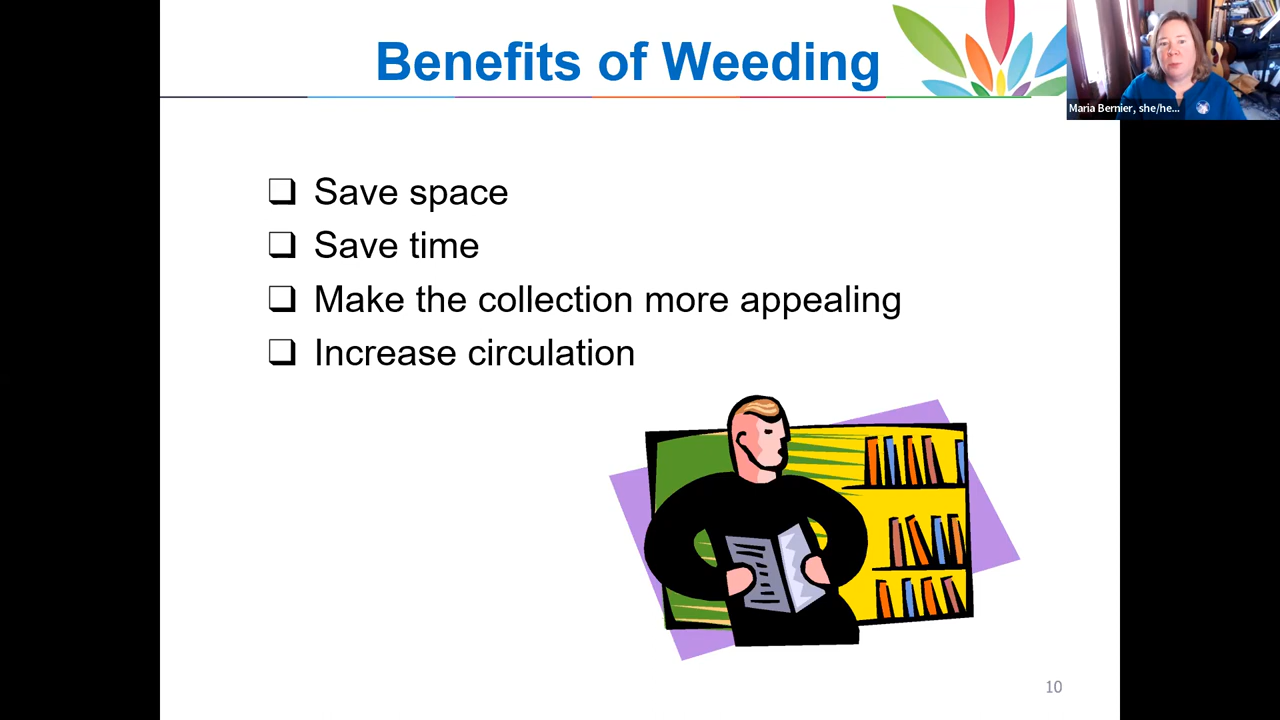 Benefits of Weeding
Maria Bernier, she/he...
❑ Save space
❑ Save time
❑ Make the collection more appealing
❑ Increase circulation
10